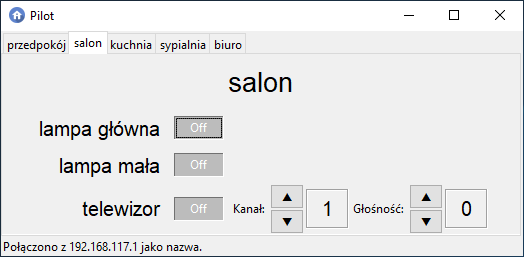 Pilot
przedpokój salon kuchnia sypialnia biuro
salon
lampa główna Off
lampa mała Off
telewizor Off Kanał: 1 Głośność: 0
Połączono z 192.168.117.1 jako nazwa.